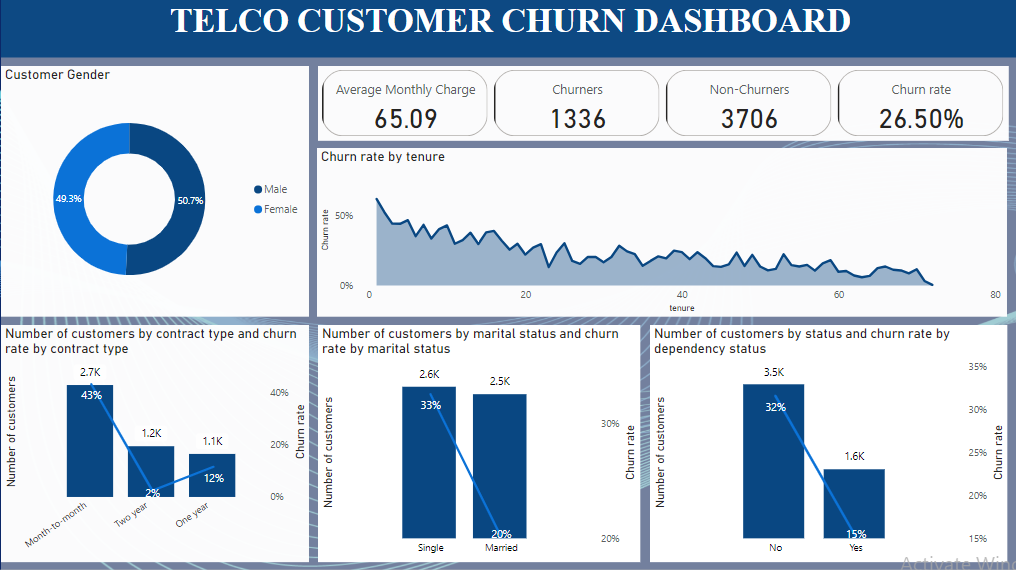 TELCO CUSTOMER CHURN DASHBOARD
Customer Gender
49.3%
50.7%
Male
Female
Average Monthly Charge
65.09
Churners
1336
Non-Churners
3706
Churn rate
26.50%
Churn rate by tenure
Churn rate
50%
0%
0
20
40
60
80
tenure
Number of customers by contract type and churn
rate by contract type
Number of customers
2.7K
43%
1.2K
2%
1.1K
12%
40%
20%
0%
Churn rate
Month-to-month
Two year
One year
Number of customers by marital status and churn
rate by marital status
Number of customers
2.6K
33%
2.5K
20%
30%
20%
Churn rate
Single
Married
Number of customers by status and churn rate by
dependency status
Number of customers
3.5K
32%
1.6K
15%
35%
30%
25%
20%
15%
Churn rate
No
Yes
Activate Win